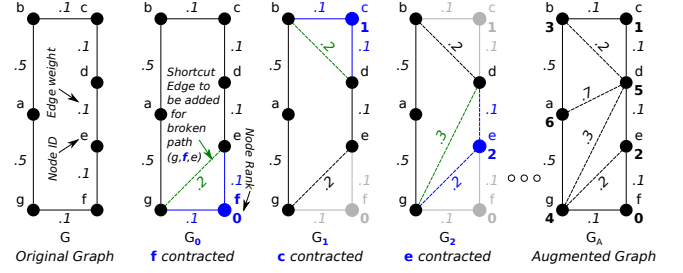 b .1 c
.1
d
.5
Edge weight
.1
a
e
Node ID
.5
.1
f
g
.1
G
Original Graph
b .1 c
.1
d
.5
Shortcut
Edge to
be added
for
broken
path
(g,f,e)
.1
a
e
.5
.2
.1
f
g
.1
0
Node Rank
G0
f contracted
b .1 c
1
.2
.1
d
.5
.1
a
e
.5
.2
.1
f
g
.1
0
G1
c contracted
b .1 c
1
.2
.1
d
.5
.1
.3
a
e
2
.5
.2
.1
f
g
.1
0
G2
e contracted
b .1 c
3
1
.2
.1
d
5
.5
.7
.1
a
6
.3
e
2
.5
.2
.1
f
g
4
.1
0
GA
Augmented Graph